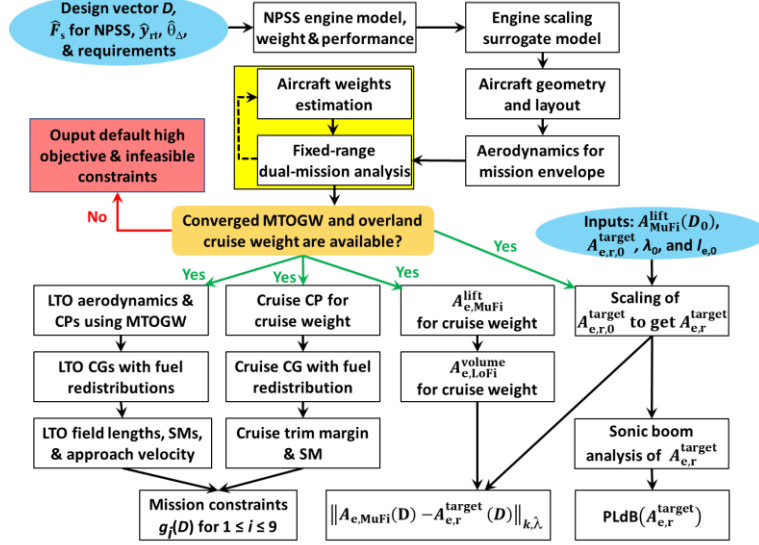 Design vector D,
F̂s for NPSS, ŷrt, θ̂Δ,
& requirements
NPSS engine model,
weight & performance
Engine scaling
surrogate model
Aircraft weights
estimation
Aircraft geometry
and layout
Ouput default high
objective & infeasible
constraints
Fixed-range
dual-mission analysis
Aerodynamics for
mission envelope
No
Converged MTOGW and overland
cruise weight are available?
Inputs: A^lift_MuFi(D₀),
A^target_e,r,0, λ₀, and l_e,0
Yes
Yes
Yes
Yes
LTO aerodynamics &
CPs using MTOGW
Cruise CP for
cruise weight
A^lift_e,MuFi
for cruise weight
Scaling of
A^target_e,r,0 to get A^target_e,r
LTO CGs with fuel
redistributions
Cruise CG with fuel
redistribution
A^volume_e,LoFi
for cruise weight
LTO field lengths, SMs,
& approach velocity
Cruise trim margin
& SM
Sonic boom
analysis of A^target_e,r
Mission constraints
gᵢ(D) for 1 ≤ i ≤ 9
‖A_e,MuFi(D) −A^target_e,r (D)‖_k,λ
PLdB(A^target_e,r)